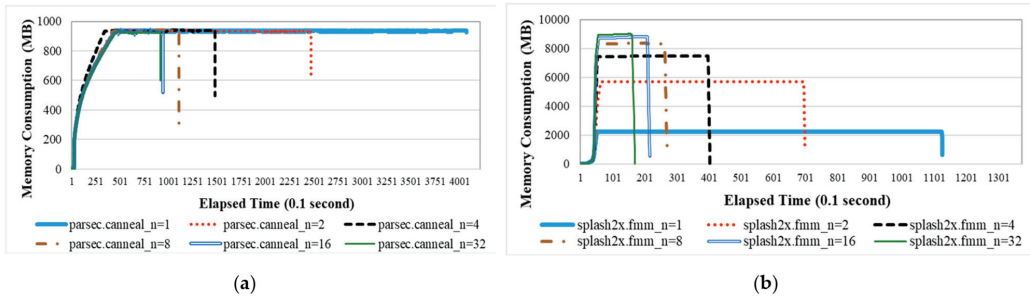 Memory Consumption (MB)
1000
800
600
400
200
0
1 251 501 751 1001 1251 1501 1751 2001 2251 2501 2751 3001 3251 3501 3751 4001
Elapsed Time (0.1 second)
parsec.canneal_n=1 parsec.canneal_n=2 parsec.canneal_n=4
parsec.canneal_n=8 parsec.canneal_n=16 parsec.canneal_n=32
(a)
Memory Consumption (MB)
10000
8000
6000
4000
2000
0
1 101 201 301 401 501 601 701 801 901 1001 1101 1201 1301
Elapsed Time (0.1 second)
splash2x.fmm_n=1 splash2x.fmm_n=2 splash2x.fmm_n=4
splash2x.fmm_n=8 splash2x.fmm_n=16 splash2x.fmm_n=32
(b)